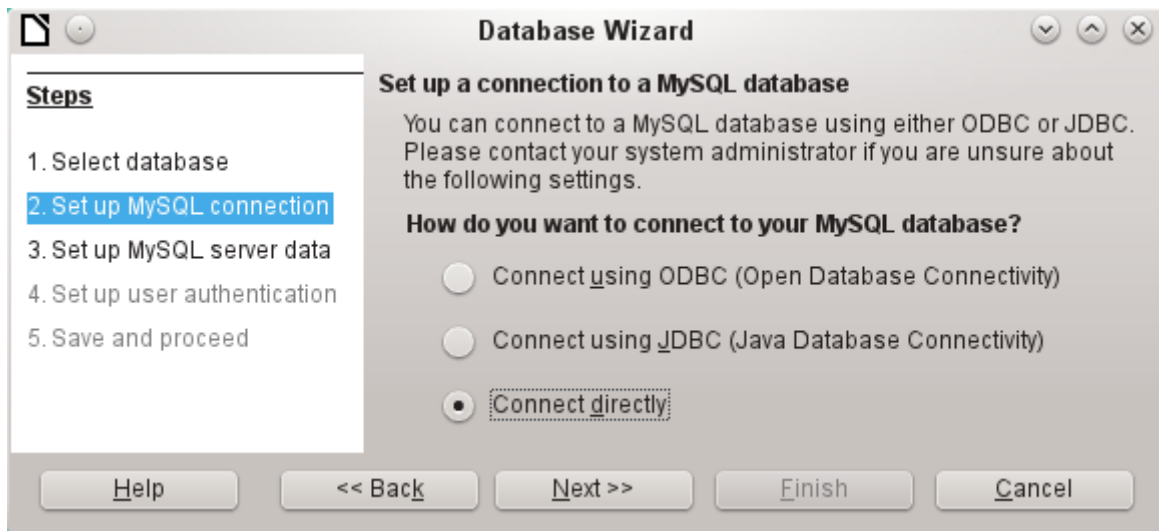 Database Wizard
Steps
1. Select database
2. Set up MySQL connection
3. Set up MySQL server data
4. Set up user authentication
5. Save and proceed
Set up a connection to a MySQL database
You can connect to a MySQL database using either ODBC or JDBC.
Please contact your system administrator if you are unsure about
the following settings.
How do you want to connect to your MySQL database?
Connect using ODBC (Open Database Connectivity)
Connect using JDBC (Java Database Connectivity)
Connect directly
Help
<< Back
Next >>
Finish
Cancel